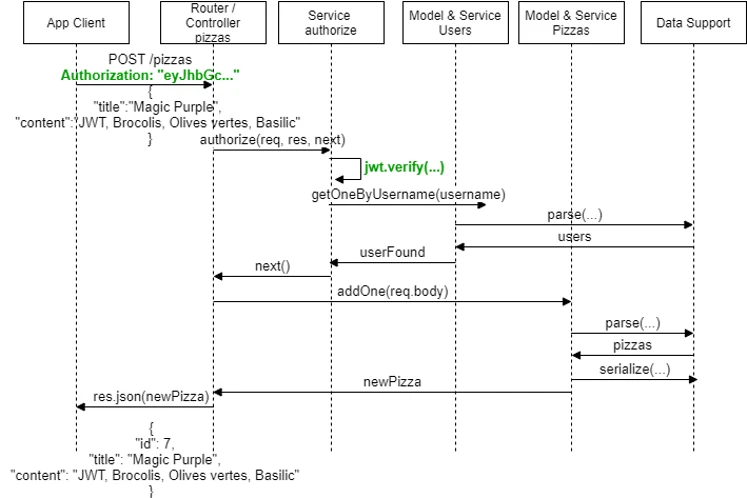 App Client
Router /
Controller
pizzas
Service
authorize
Model & Service
Users
Model & Service
Pizzas
Data Support
POST /pizzas
Authorization: "eyJhbGc..."
{
"title":"Magic Purple",
"content":"JWT, Brocolis, Olives vertes, Basilic"
}
authorize(req, res, next)
jwt.verify(...)
getOneByUsername(username)
parse(...)
users
userFound
next()
addOne(req.body)
parse(...)
pizzas
serialize(...)
newPizza
res.json(newPizza)
{
"id": 7,
"title": "Magic Purple",
"content": "JWT, Brocolis, Olives vertes, Basilic"
}